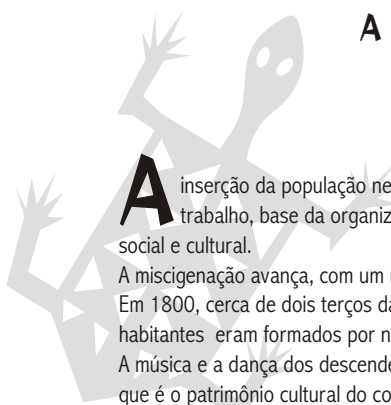 A
A inserção da população ne
trabalho, base da organiz
social e cultural.
A miscigenação avança, com um
Em 1800, cerca de dois terços da
habitantes eram formados por n
A música e a dança dos descende
que é o patrimônio cultural do co